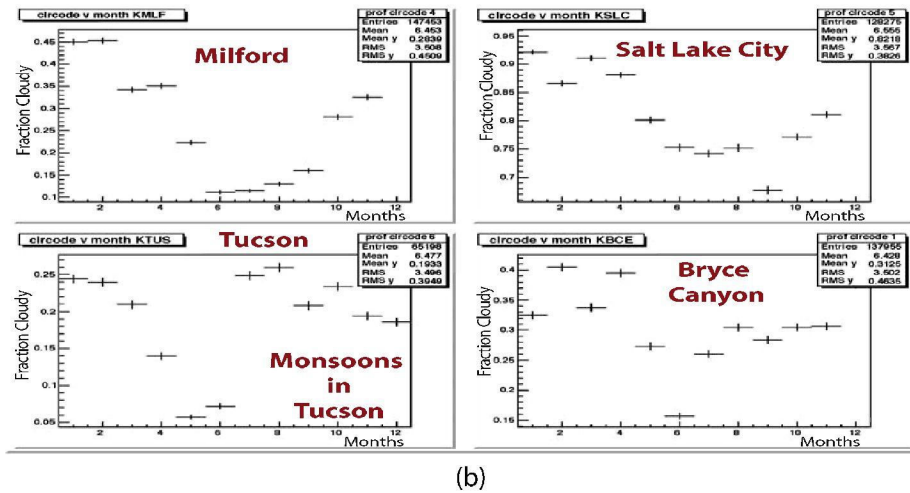 clrcode v month KMLF
prof clrcode 4
Entries 147453
Mean 6.453
Mean y 0.2839
RMS 3.508
RMS y 0.4509
Milford
Fraction Cloudy
0.45
0.4
0.35
0.3
0.25
0.2
0.15
0.1
2 4 6 8 10 12
Months
clrcode v month KSLC
prof clrcode 5
Entries 128275
Mean 6.555
Mean y 0.8218
RMS 3.567
RMS y 0.3826
Salt Lake City
Fraction Cloudy
0.95
0.9
0.85
0.8
0.75
0.7
2 4 6 8 10 12
Months
clrcode v month KTUS
Tucson
prof clrcode 6
Entries 65198
Mean 6.477
Mean y 0.1933
RMS 3.496
RMS y 0.3949
Fraction Cloudy
0.25
0.2
0.15
0.1
0.05
Monsoons
in
Tucson
2 4 6 8 10 12
Months
clrcode v month KBCE
prof clrcode 1
Entries 137955
Mean 6.428
Mean y 0.3125
RMS 3.502
RMS y 0.4635
Bryce
Canyon
Fraction Cloudy
0.4
0.35
0.3
0.25
0.2
0.15
2 4 6 8 10 12
Months
(b)